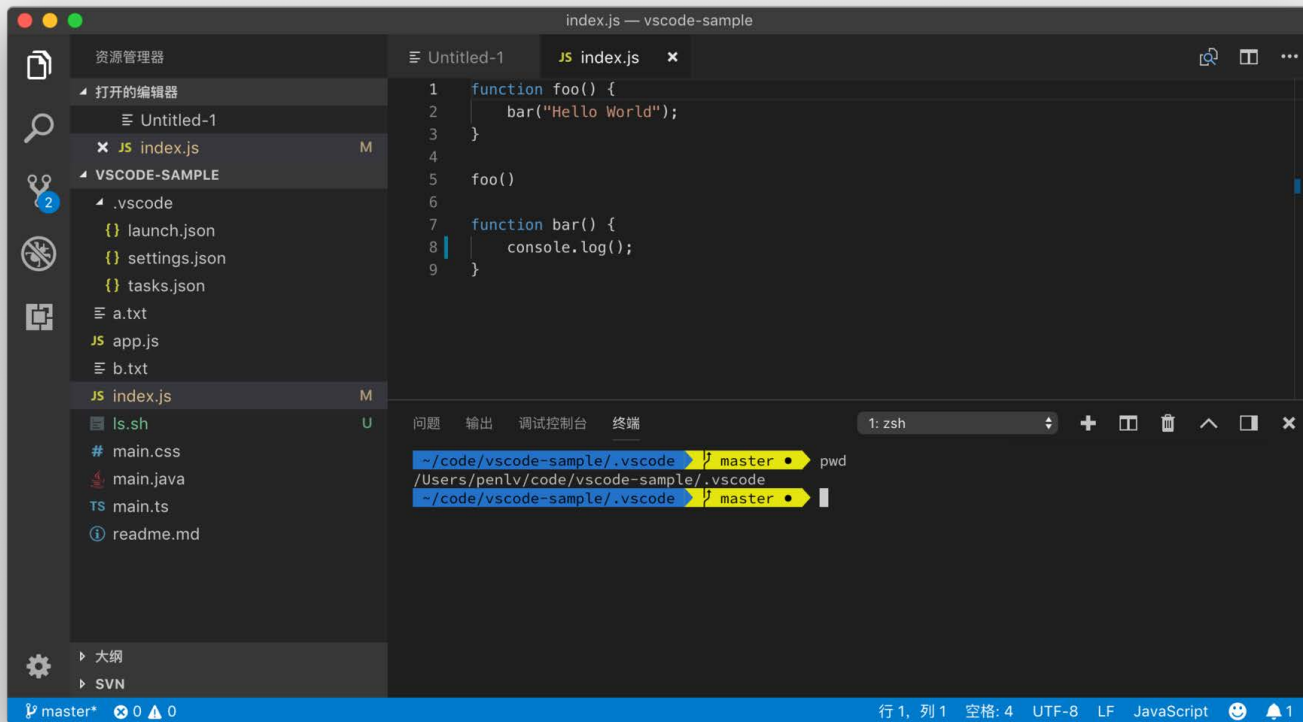 index.js — vscode-sample
资源管理器
打开的编辑器
Untitled-1
JS index.js M
VSCODE-SAMPLE
.vscode
{} launch.json
{} settings.json
{} tasks.json
a.txt
JS app.js
b.txt
JS index.js M
ls.sh U
# main.css
main.java
TS main.ts
readme.md
大纲
SVN
2
Untitled-1 JS index.js
1 function foo() {
2 bar("Hello World");
3 }
4
5 foo()
6
7 function bar() {
8 console.log();
9 }
问题 输出 调试控制台 终端 1: zsh
~/code/vscode-sample/.vscode master ● pwd
/Users/penlv/code/vscode-sample/.vscode
~/code/vscode-sample/.vscode master ●
master* 0 0 行 1, 列 1 空格: 4 UTF-8 LF JavaScript 1